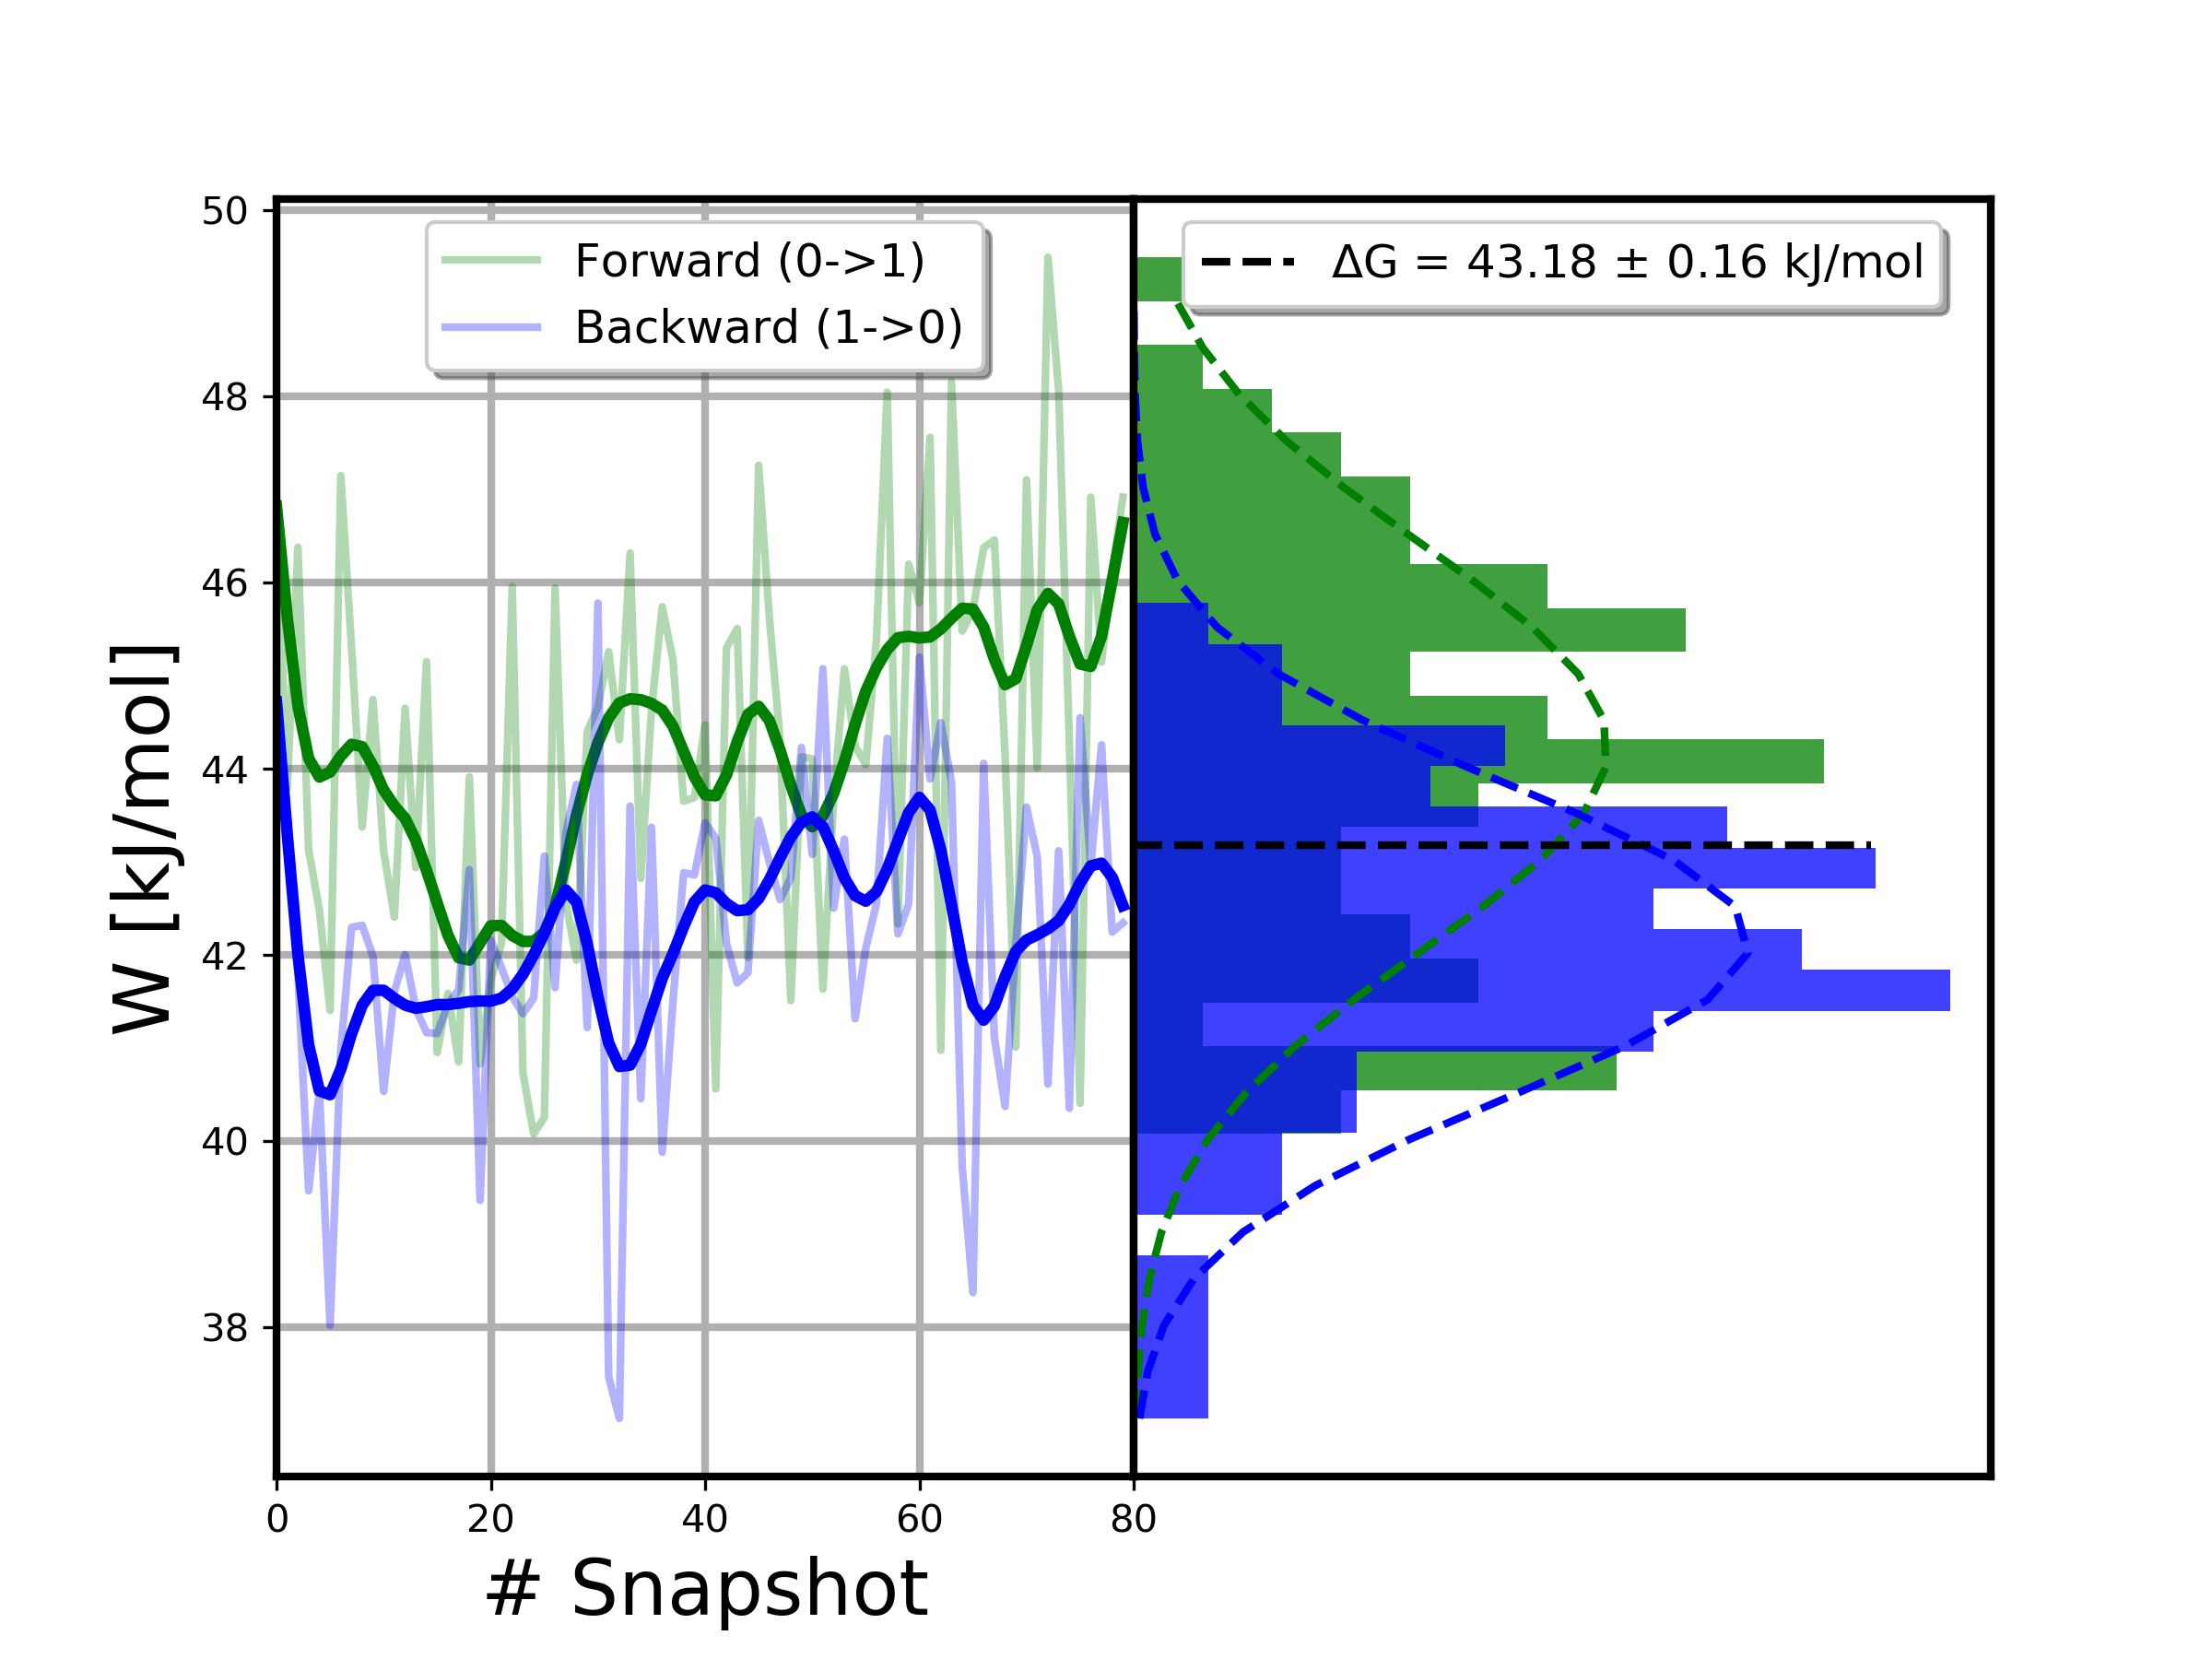 50
48
46
44
42
40
38
W [kJ/mol]
Forward (0->1)
Backward (1->0)
ΔG = 43.18 ± 0.16 kJ/mol
0 20 40 60 80
# Snapshot